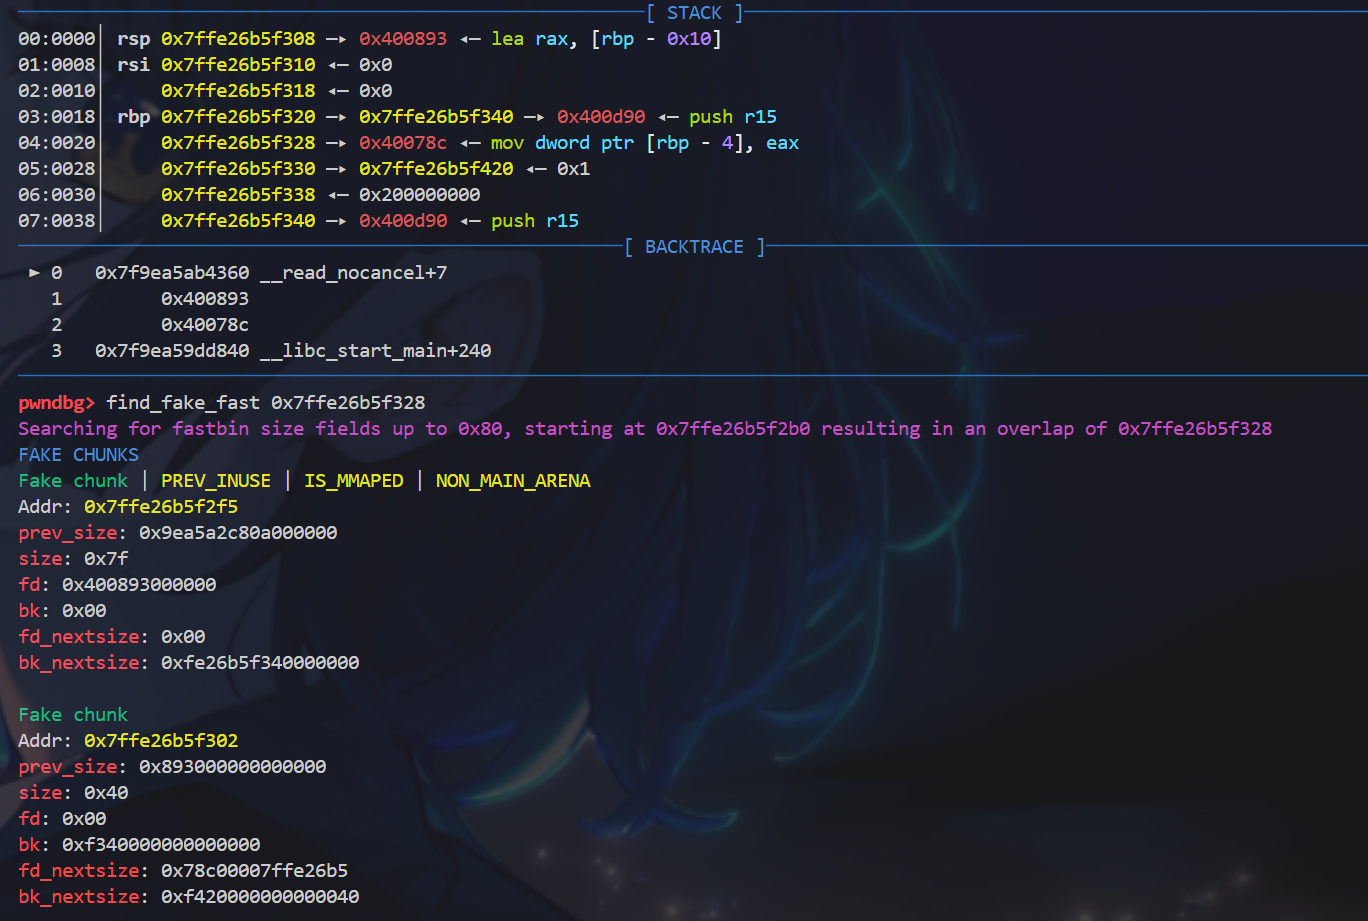 [ STACK ]
00:0000│ rsp 0x7ffe26b5f308 —▸ 0x400893 ◂— lea rax, [rbp - 0x10]
01:0008│ rsi 0x7ffe26b5f310 ◂— 0x0
02:0010│ 0x7ffe26b5f318 ◂— 0x0
03:0018│ rbp 0x7ffe26b5f320 —▸ 0x7ffe26b5f340 —▸ 0x400d90 ◂— push r15
04:0020│ 0x7ffe26b5f328 —▸ 0x40078c ◂— mov dword ptr [rbp - 4], eax
05:0028│ 0x7ffe26b5f330 —▸ 0x7ffe26b5f420 ◂— 0x1
06:0030│ 0x7ffe26b5f338 ◂— 0x200000000
07:0038│ 0x7ffe26b5f340 —▸ 0x400d90 ◂— push r15
[ BACKTRACE ]
► 0 0x7f9ea5ab4360 __read_nocancel+7
1 0x400893
2 0x40078c
3 0x7f9ea59dd840 __libc_start_main+240
pwndbg> find_fake_fast 0x7ffe26b5f328
Searching for fastbin size fields up to 0x80, starting at 0x7ffe26b5f2b0 resulting in an overlap of 0x7ffe26b5f328
FAKE CHUNKS
Fake chunk | PREV_INUSE | IS_MMAPED | NON_MAIN_ARENA
Addr: 0x7ffe26b5f2f5
prev_size: 0x9ea5a2c80a000000
size: 0x7f
fd: 0x400893000000
bk: 0x00
fd_nextsize: 0x00
bk_nextsize: 0xfe26b5f340000000
Fake chunk
Addr: 0x7ffe26b5f302
prev_size: 0x893000000000000
size: 0x40
fd: 0x00
bk: 0xf340000000000000
fd_nextsize: 0x78c00007ffe26b5
bk_nextsize: 0xf420000000000040